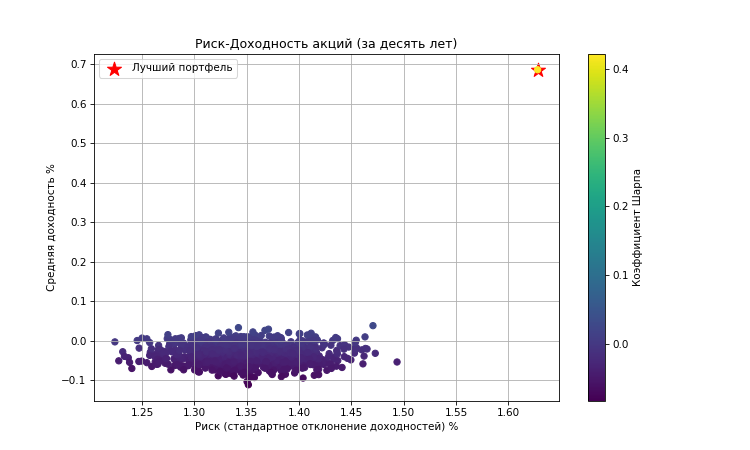 Риск-Доходность акций (за десять лет)
Лучший портфель
0.7
0.6
0.5
0.4
0.3
0.2
0.1
0.0
−0.1
Средняя доходность %
1.25 1.30 1.35 1.40 1.45 1.50 1.55 1.60
Риск (стандартное отклонение доходностей) %
0.4
0.3
0.2
0.1
0.0
Коэффициент Шарпа